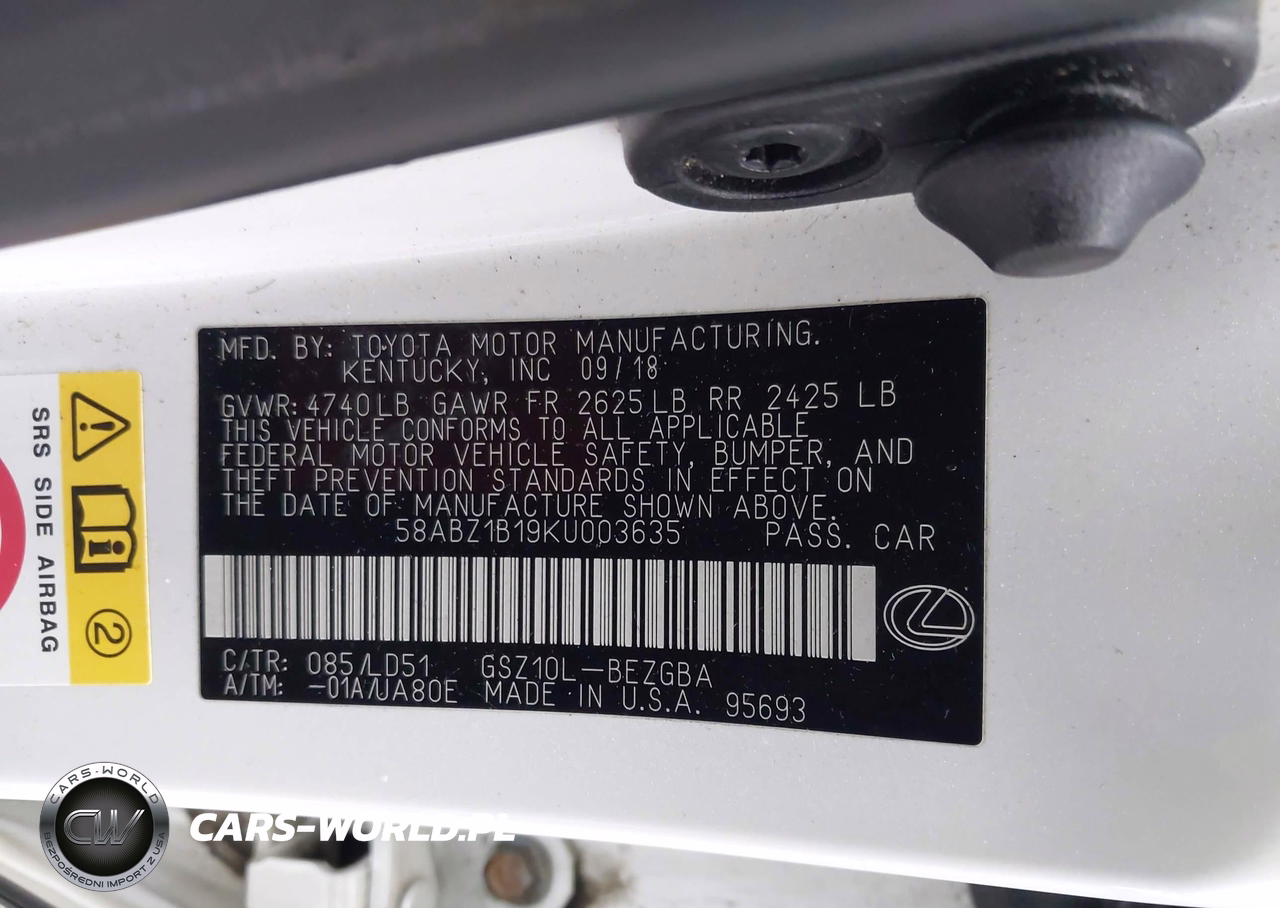 MFD. BY: TOYOTA MOTOR MANUFACTURING.
KENTUCKY, INC 09/18
GVWR: 4740LB GAWR FR 2625LB RR 2425 LB
THIS VEHICLE CONFORMS TO ALL APPLICABLE
FEDERAL MOTOR VEHICLE SAFETY, BUMPER, AND
THEFT PREVENTION STANDARDS IN EFFECT ON
THE DATE OF MANUFACTURE SHOWN ABOVE.
58ABZ1B19KU003635 PASS. CAR
C/TR: 085/LD51 GSZ10L-BEZGBA
A/TM: -01A/UA80E MADE IN U.S.A. 95693
SRS SIDE AIRBAG
2
CARS-WORLD
CW
BEZPOŚREDNI IMPORT Z USA
CARS-WORLD.PL